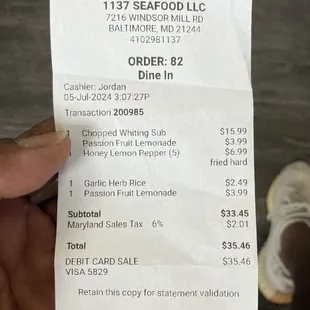 1137 SEAFOOD LLC
7216 WINDSOR MILL RD
BALTIMORE, MD 21244
4102981137
ORDER: 82
Dine In
Cashier: Jordan
05-Jul-2024 3:07:27P
Transaction 200985
1 Chopped Whiting Sub $15.99
Passion Fruit Lemonade $3.99
1 Honey Lemon Pepper (5) $6.99
fried hard
1 Garlic Herb Rice $2.49
1 Passion Fruit Lemonade $3.99
Subtotal $33.45
Maryland Sales Tax 6% $2.01
Total $35.46
DEBIT CARD SALE $35.46
VISA 5829
Retain this copy for statement validation